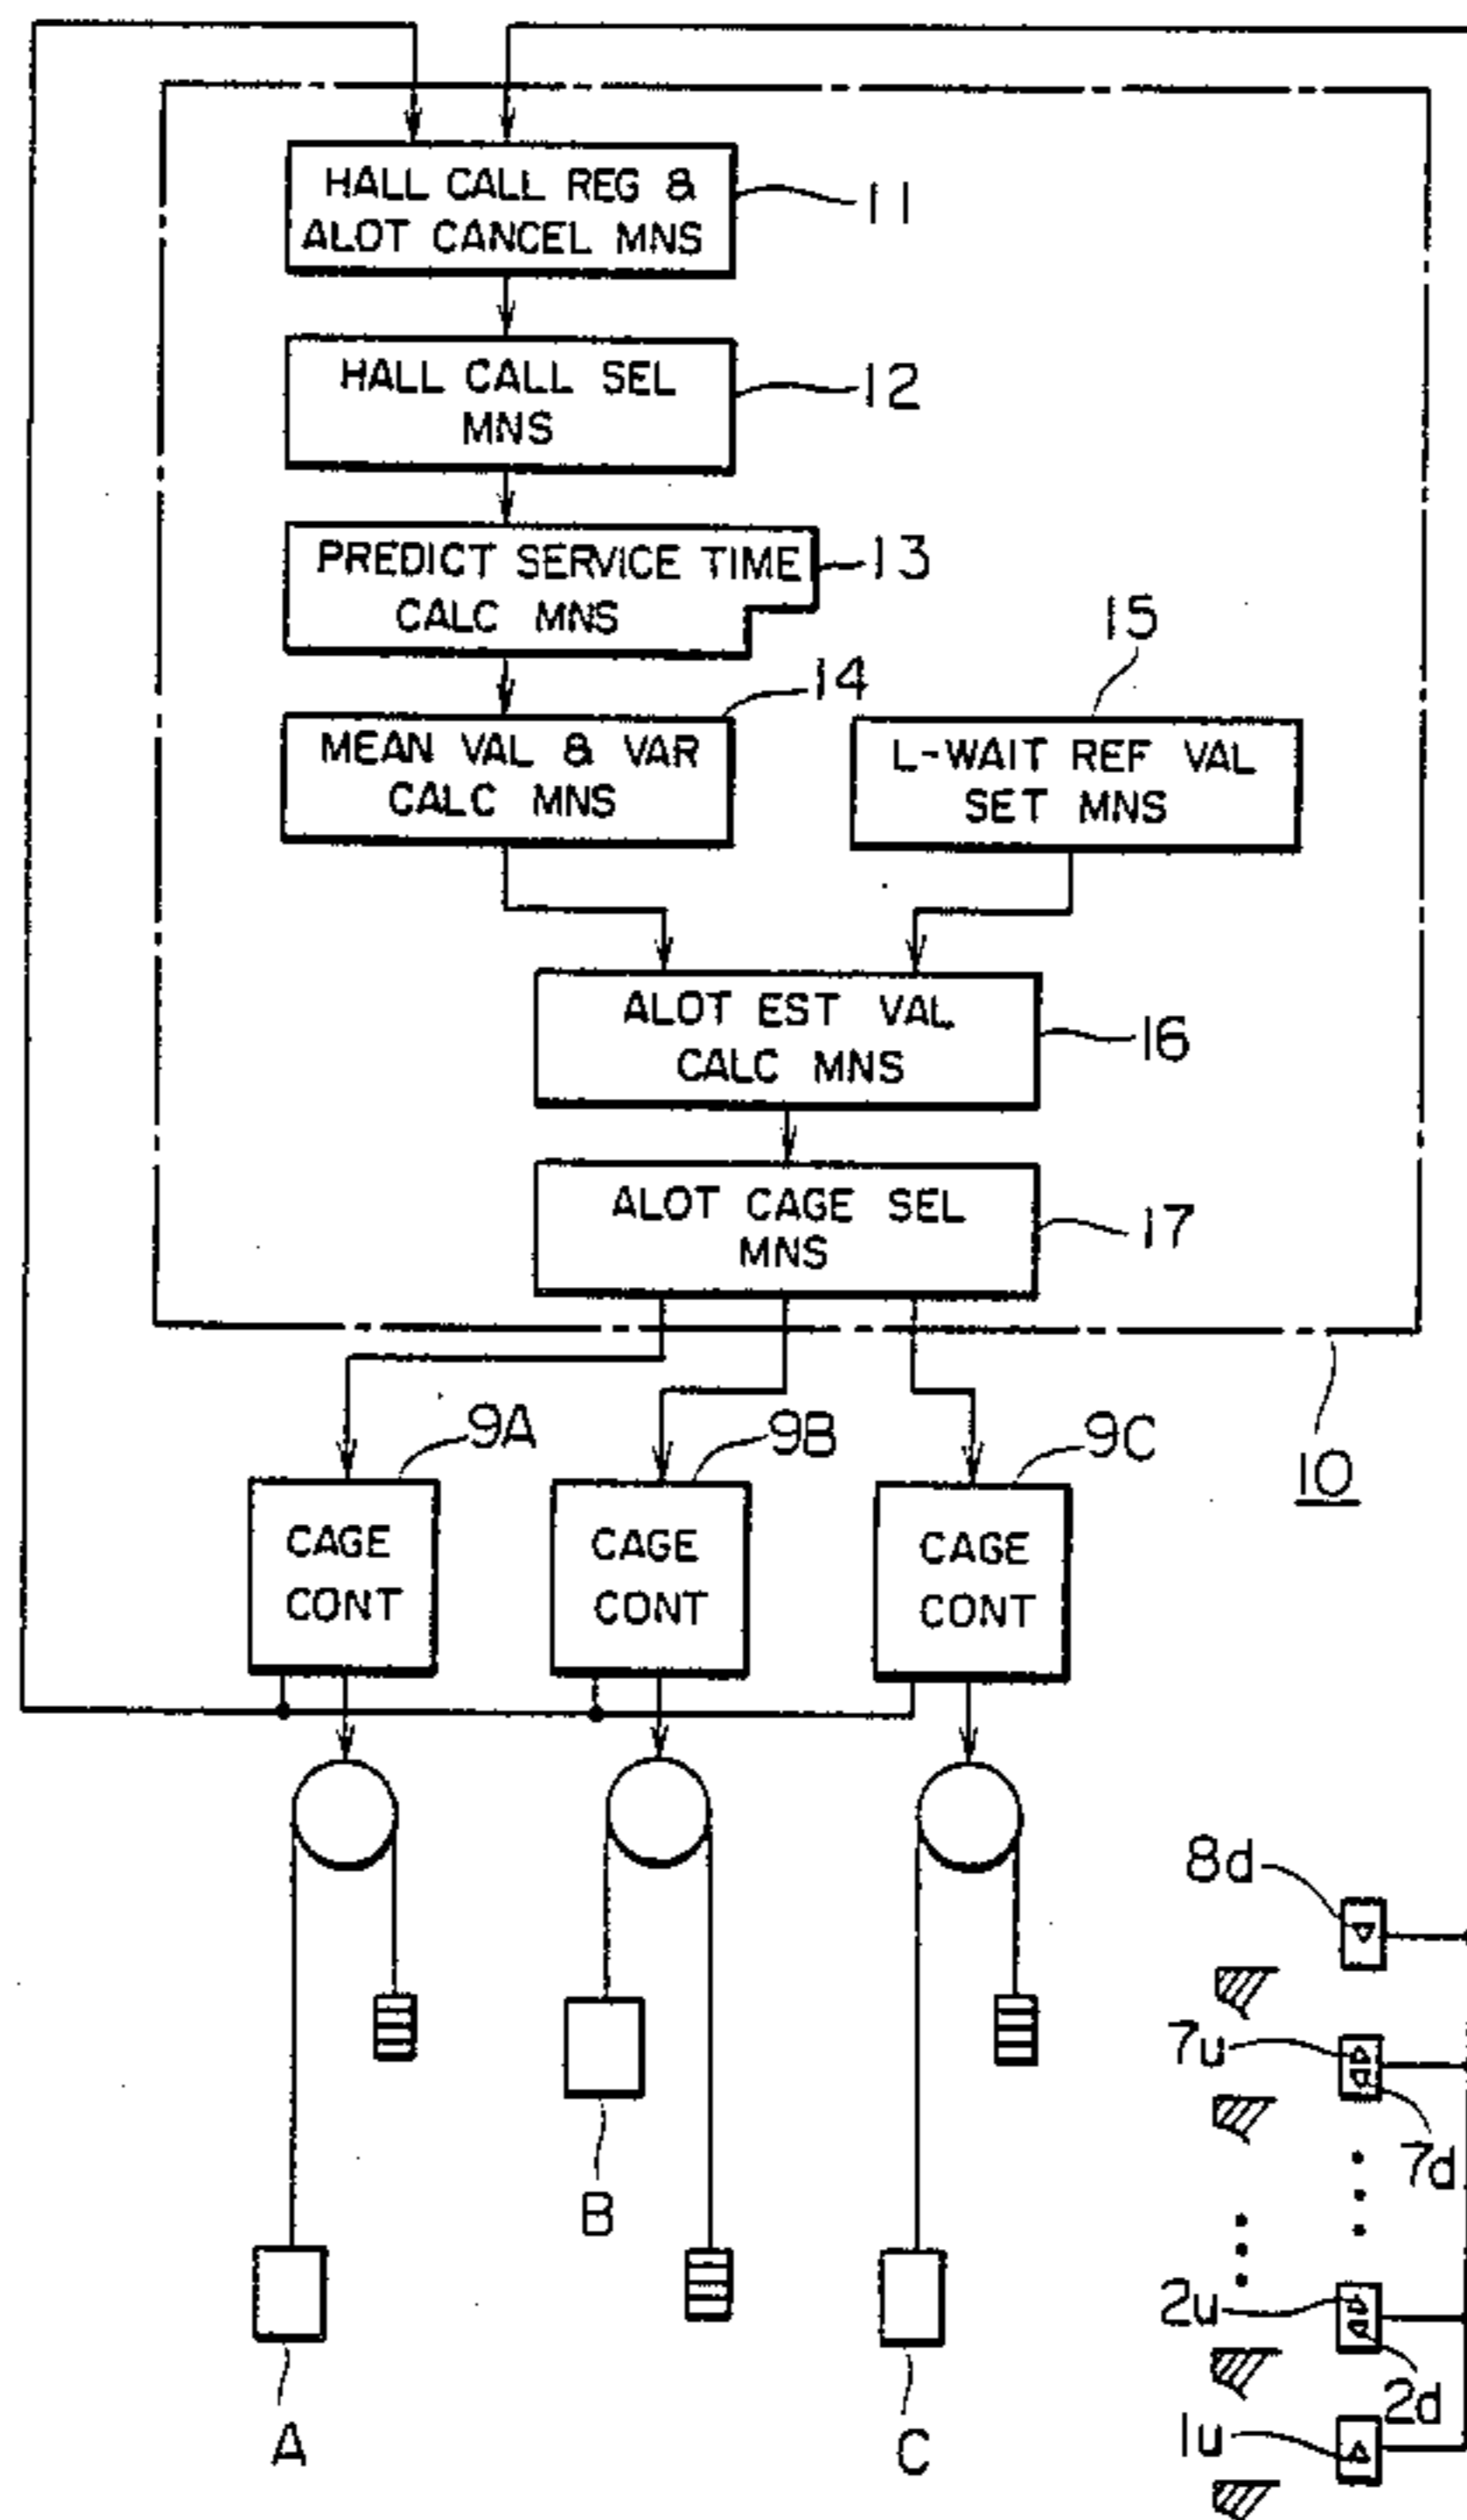 HALL CALL REG &
ALOT CANCEL MNS
11
HALL CALL SEL
MNS
12
PREDICT SERVICE TIME
CALC MNS
13
14
15
MEAN VAL & VAR
CALC MNS
L-WAIT REF VAL
SET MNS
ALOT EST VAL
CALC MNS
16
ALOT CAGE SEL
MNS
17
9A
9B
9C
10
CAGE
CONT
CAGE
CONT
CAGE
CONT
8d
7u
7d
B
2u
2d
1u
A
C